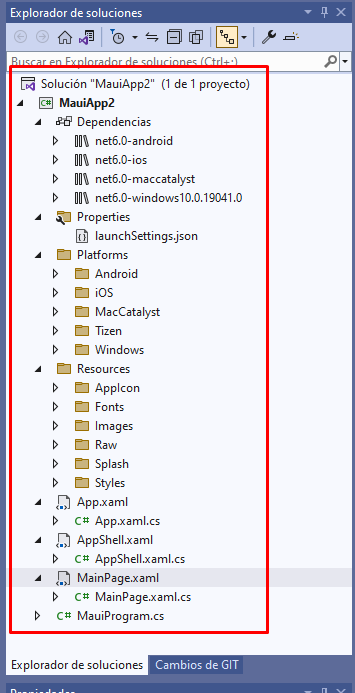 Explorador de soluciones
Buscar en Explorador de soluciones (Ctrl+;)
Solución "MauiApp2" (1 de 1 proyecto)
C# MauiApp2
Dependencias
net6.0-android
net6.0-ios
net6.0-maccatalyst
net6.0-windows10.0.19041.0
Properties
launchSettings.json
Platforms
Android
iOS
MacCatalyst
Tizen
Windows
Resources
AppIcon
Fonts
Images
Raw
Splash
Styles
App.xaml
C# App.xaml.cs
AppShell.xaml
C# AppShell.xaml.cs
MainPage.xaml
C# MainPage.xaml.cs
C# MauiProgram.cs
Explorador de soluciones Cambios de GIT
Propiedades